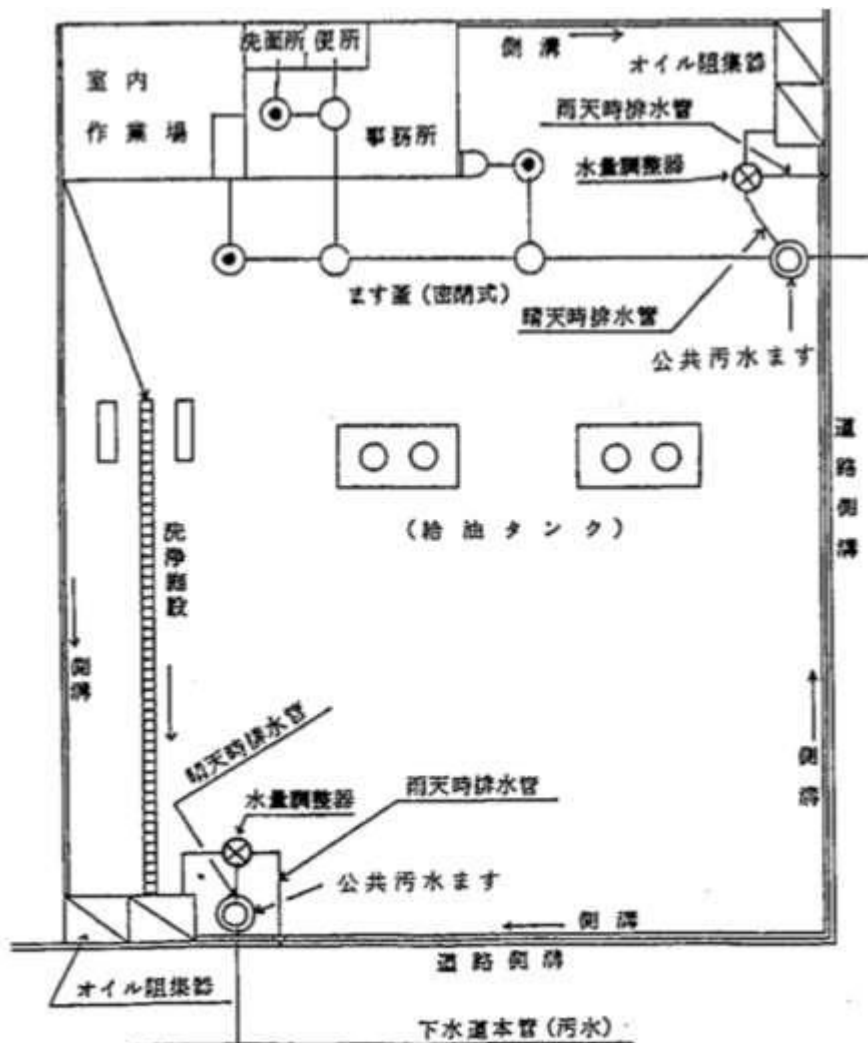 洗面所
便所
側溝
オイル阻集器
室内
作業場
雨天時排水管
事務所
水量調整器
ます蓋(密閉式)
晴天時排水管
公共汚水ます
道路側溝
(給油タンク)
洗浄施設
側溝
側溝
晴天時排水管
雨天時排水管
水量調整器
公共汚水ます
側溝
道路側溝
オイル阻集器
下水道本管(汚水)